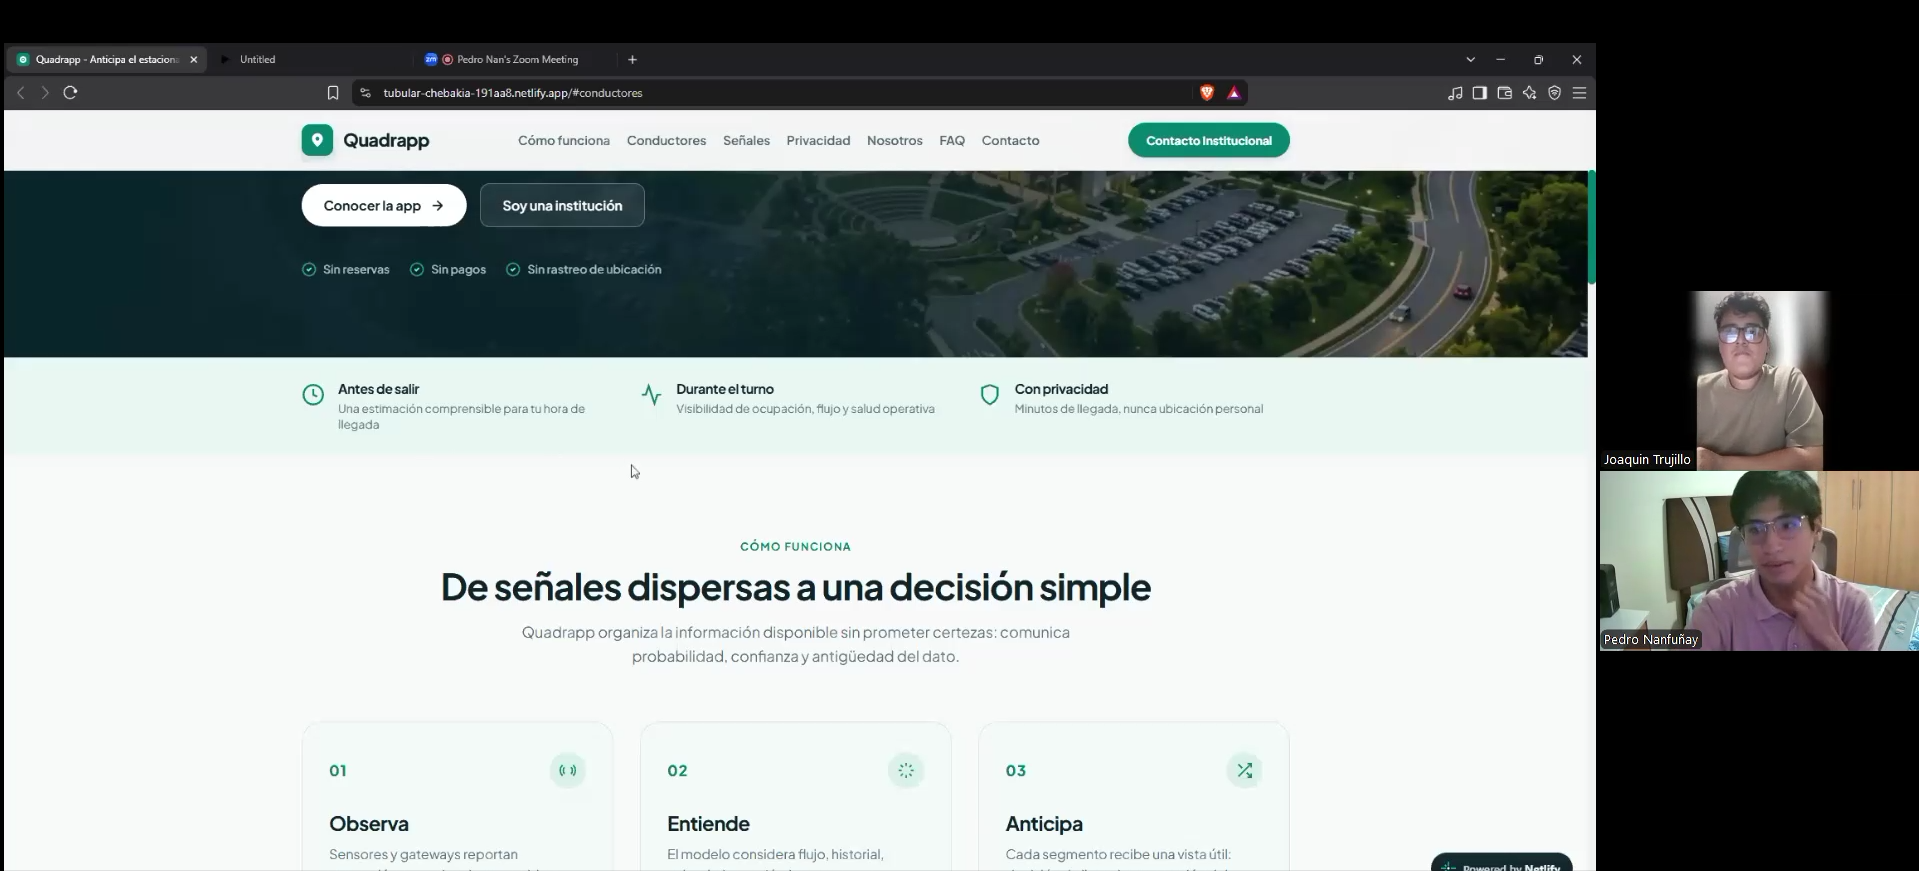 Quadrapp - Anticipa el estaciona
Untitled
Pedro Nan's Zoom Meeting
tubular-chebakia-191aa8.netlify.app/#conductores
Quadrapp
Cómo funciona
Conductores
Señales
Privacidad
Nosotros
FAQ
Contacto
Contacto Institucional
Conocer la app
Soy una institución
Sin reservas
Sin pagos
Sin rastreo de ubicación
Antes de salir
Una estimación comprensible para tu hora de
llegada
Durante el turno
Visibilidad de ocupación, flujo y salud operativa
Con privacidad
Minutos de llegada, nunca ubicación personal
CÓMO FUNCIONA
De señales dispersas a una decisión simple
Quadrapp organiza la información disponible sin prometer certezas: comunica
probabilidad, confianza y antigüedad del dato.
01
Observa
Sensores y gateways reportan
02
Entiende
El modelo considera flujo, historial,
03
Anticipa
Cada segmento recibe una vista útil:
Powered by Netlify
Joaquin Trujillo
Pedro Nanfuñay